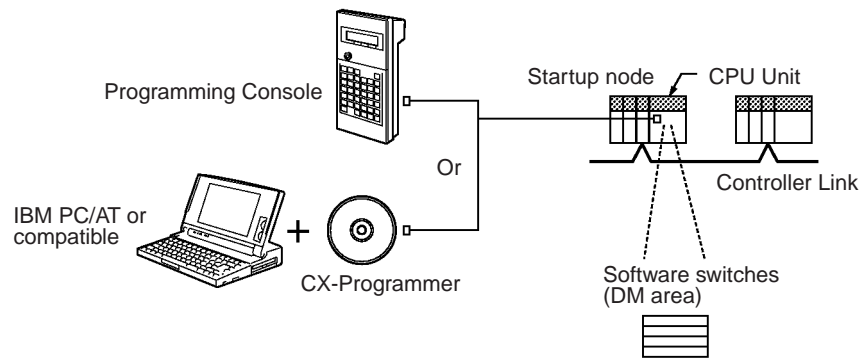 Startup node
CPU Unit
Programming Console
Or
Controller Link
IBM PC/AT or
compatible
+
CX-Programmer
Software switches
(DM area)